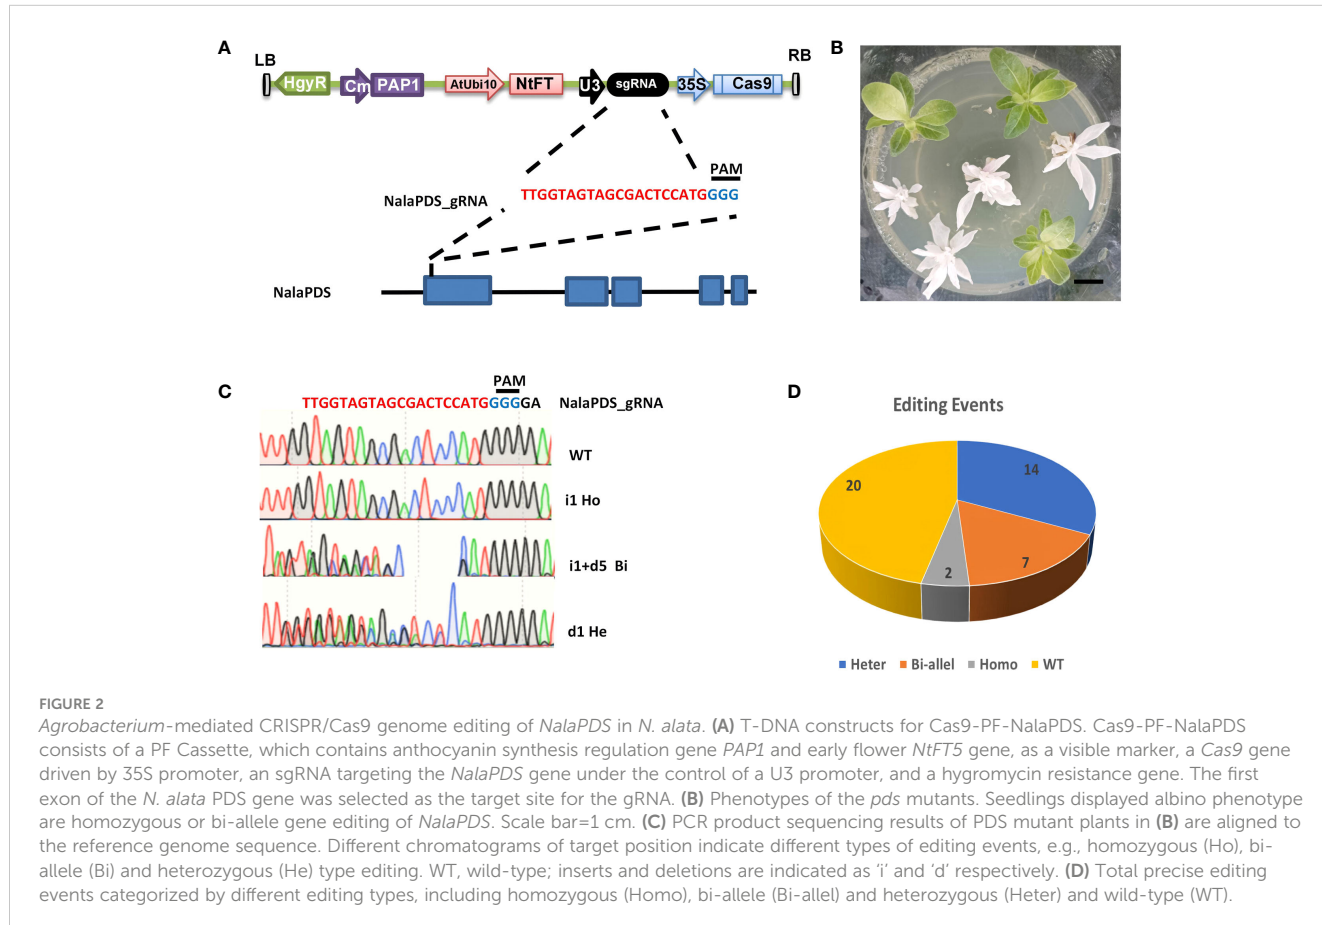 A
LB
RB
HgyR
Cm
PAP1
AtUbi10
NtFT
U3
sgRNA
35S
Cas9
PAM
TTGGTAGTAGCGACTCCATGGGG
NalaPDS_gRNA
NalaPDS
B
C
PAM
TTGGTAGTAGCGACTCCATGGGGGA NalaPDS_gRNA
WT
i1 Ho
i1+d5 Bi
d1 He
D
Editing Events
14
20
7
2
Heter Bi-allel Homo WT
FIGURE 2
Agrobacterium-mediated CRISPR/Cas9 genome editing of NalaPDS in N. alata. (A) T-DNA constructs for Cas9-PF-NalaPDS. Cas9-PF-NalaPDS
consists of a PF Cassette, which contains anthocyanin synthesis regulation gene PAP1 and early flower NtFT5 gene, as a visible marker, a Cas9 gene
driven by 35S promoter, an sgRNA targeting the NalaPDS gene under the control of a U3 promoter, and a hygromycin resistance gene. The first
exon of the N. alata PDS gene was selected as the target site for the gRNA. (B) Phenotypes of the pds mutants. Seedlings displayed albino phenotype
are homozygous or bi-allele gene editing of NalaPDS. Scale bar=1 cm. (C) PCR product sequencing results of PDS mutant plants in (B) are aligned to
the reference genome sequence. Different chromatograms of target position indicate different types of editing events, e.g., homozygous (Ho), bi-
allele (Bi) and heterozygous (He) type editing. WT, wild-type; inserts and deletions are indicated as ‘i’ and ‘d’ respectively. (D) Total precise editing
events categorized by different editing types, including homozygous (Homo), bi-allele (Bi-allel) and heterozygous (Heter) and wild-type (WT).